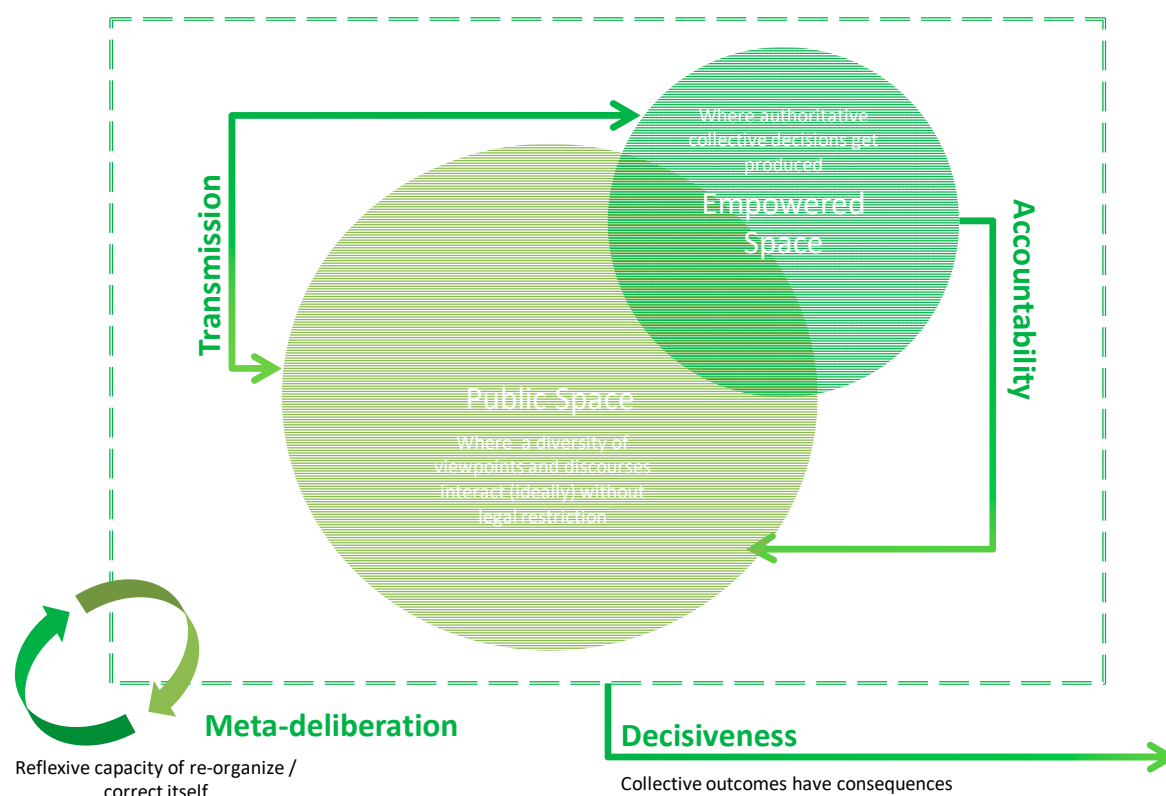 Where authoritative
collective decisions get
produced
Empowered
Space
Transmission
Accountability
Public Space
Where a diversity of
viewpoints and discourses
interact (ideally) without
legal restriction
Meta-deliberation
Reflexive capacity of re-organize /
correct itself
Decisiveness
Collective outcomes have consequences